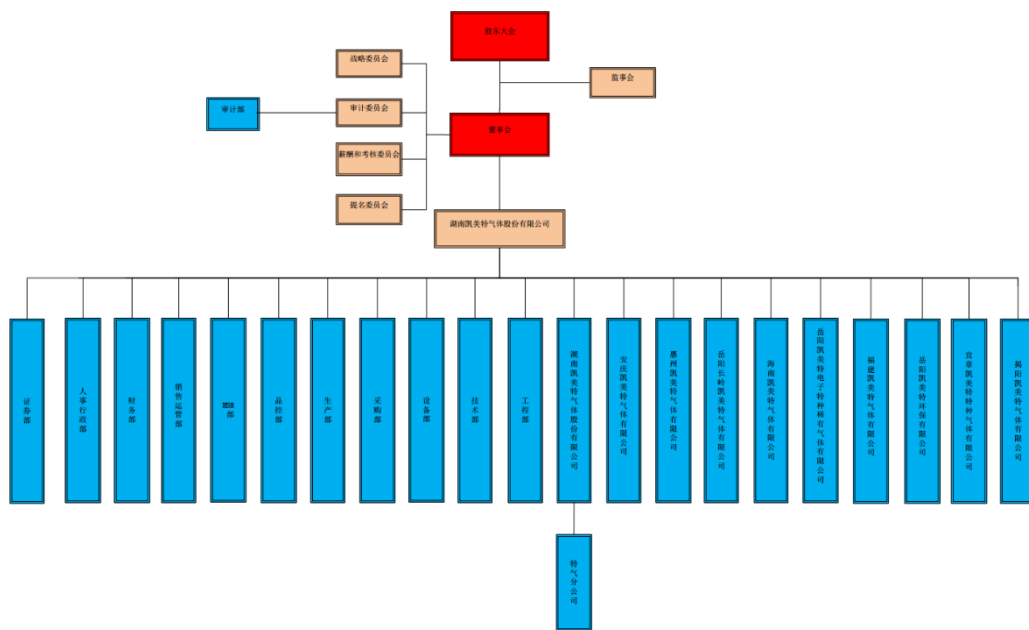 股东大会
战略委员会
监事会
审计部
审计委员会
董事会
薪酬和考核委员会
提名委员会
湖南凯美特气体股份有限公司
证券部
人事行政部
财务部
销售运管部
品控部
生产部
采购部
设备部
技术部
工程部
湖南凯美特气体股份有限公司
安庆凯美特气体有限公司
惠州凯美特气体有限公司
岳阳长岭凯美特气体有限公司
海南凯美特气体有限公司
岳阳凯美特电子特种稀有气体有限公司
福建凯美特气体有限公司
岳阳凯美特环保有限公司
宜章凯美特特种气体有限公司
揭阳凯美特气体有限公司
特气分公司